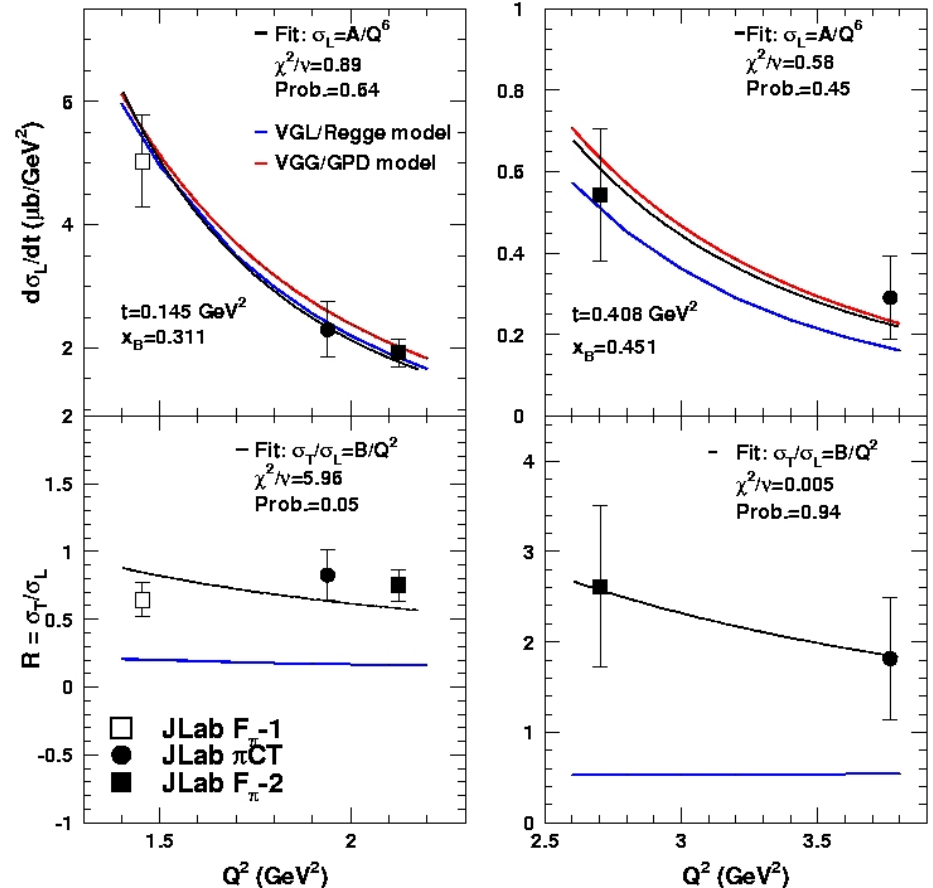 Fit: σL=A/Q6
χ2/ν=0.89
Prob.=0.64
VGL/Regge model
VGG/GPD model
t=0.145 GeV2
xB=0.311
dσL/dt (μb/GeV2)
6
4
2
Fit: σL=A/Q6
χ2/ν=0.58
Prob.=0.45
t=0.408 GeV2
xB=0.451
1
0.8
0.6
0.4
0.2
0
Fit: σT/σL=B/Q2
χ2/ν=5.96
Prob.=0.05
R = σT/σL
2
1.5
1
0.5
0
-0.5
-1
JLab Fπ-1
JLab πCT
JLab Fπ-2
1.5
2
Q2 (GeV2)
Fit: σT/σL=B/Q2
χ2/ν=0.005
Prob.=0.94
4
3
2
1
0
2.5
3
3.5
Q2 (GeV2)